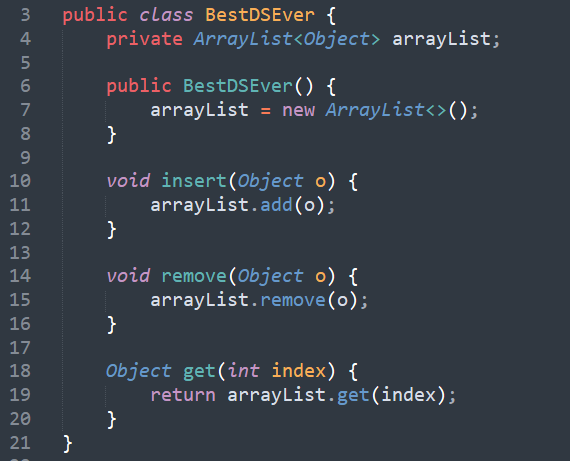 3 public class BestDSEver {
4     private ArrayList<Object> arrayList;
5
6     public BestDSEver() {
7         arrayList = new ArrayList<>();
8     }
9
10     void insert(Object o) {
11         arrayList.add(o);
12     }
13
14     void remove(Object o) {
15         arrayList.remove(o);
16     }
17
18     Object get(int index) {
19         return arrayList.get(index);
20     }
21 }